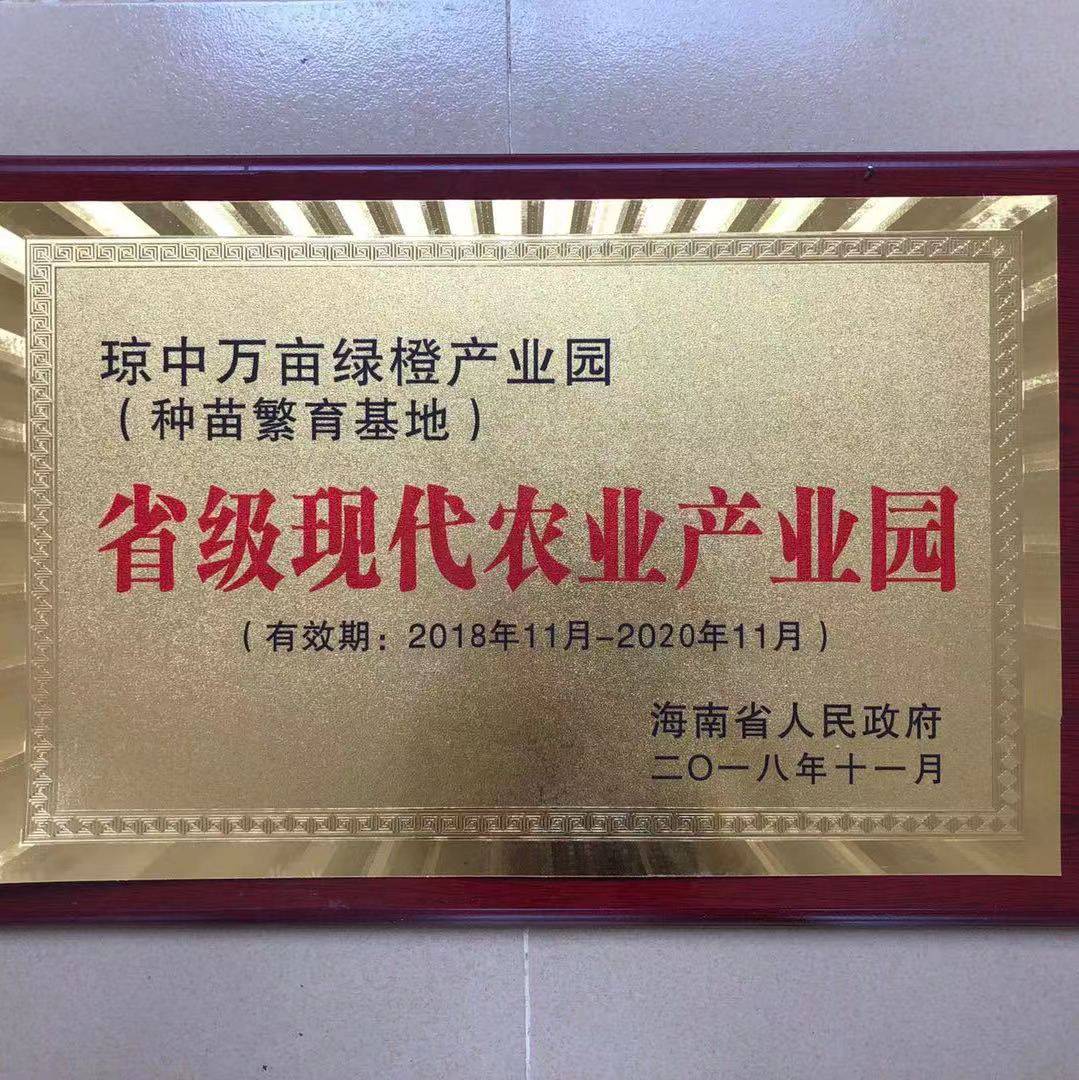 琼中万亩绿橙产业园
（种苗繁育基地）
省级现代农业产业园
（有效期：2018年11月-2020年11月）
海南省人民政府
二〇一八年十一月